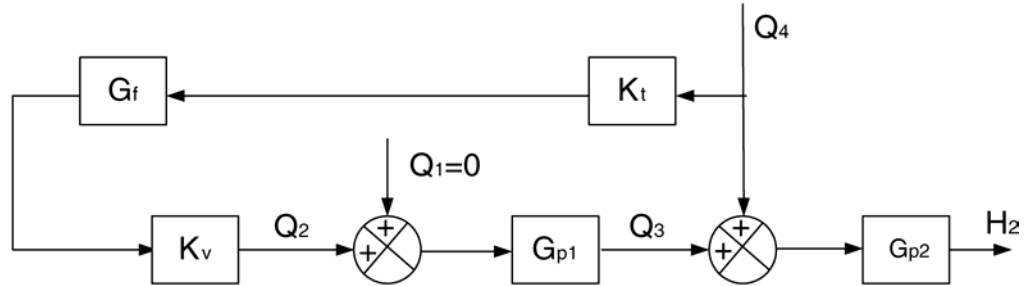 Q4
Gf
Kt
Q1=0
+
+
Q2
Q3
+
+
H2
Kv
Gp1
Gp2